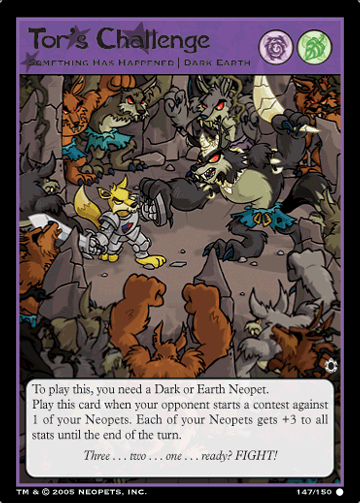 Tor's Challenge
Something Has Happened | Dark Earth
To play this, you need a Dark or Earth Neopet.
Play this card when your opponent starts a contest against
1 of your Neopets. Each of your Neopets gets +3 to all
stats until the end of the turn.
Three . . . two . . . one . . . ready? FIGHT!
TM & © 2005 NEOPETS, INC.
147/150